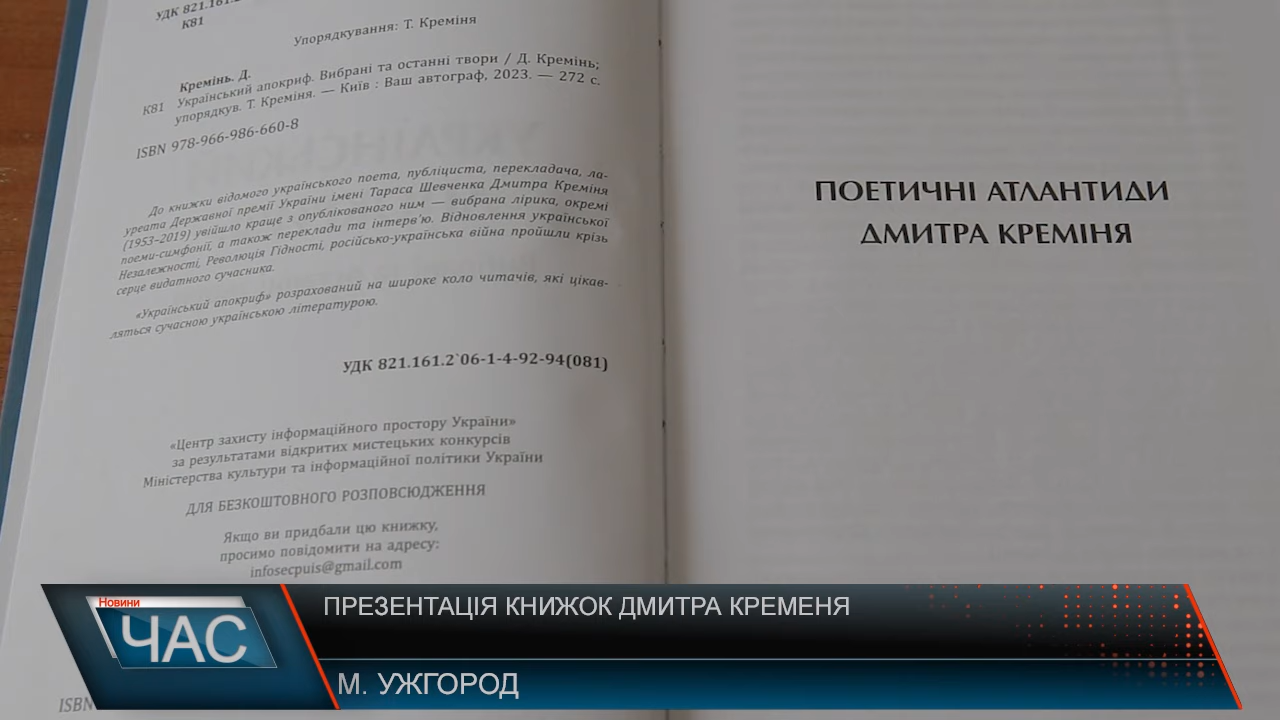 УДК 821.161.2
К81
Упорядкування: Т. Креміня
Кремінь. Д.
К81 Український апокриф. Вибрані та останні твори / Д. Кремінь;
упорядкув. Т. Креміня. — Київ : Ваш автограф, 2023. — 272 с.
ISBN 978-966-986-660-8
До книжки відомого українського поета, публіциста, перекладача, ла-
уреата Державної премії України імені Тараса Шевченка Дмитра Креміня
(1953–2019) увійшло краще з опублікованого ним — вибрана лірика, окремі
поеми-симфонії, а також переклади та інтерв'ю. Відновлення української
Незалежності, Революція Гідності, російсько-українська війна пройшли крізь
серце видатного сучасника.
«Український апокриф» розрахований на широке коло читачів, які цікав-
ляться сучасною українською літературою.
УДК 821.161.2`06-1-4-92-94(081)
«Центр захисту інформаційного простору України»
за результатами відкритих мистецьких конкурсів
Міністерства культури та інформаційної політики України
ДЛЯ БЕЗКОШТОВНОГО РОЗПОВСЮДЖЕННЯ
Якщо ви придбали цю книжку,
просимо повідомити на адресу:
infosecpuis@gmail.com
ISBN
ПОЕТИЧНІ АТЛАНТИДИ
ДМИТРА КРЕМІНЯ
Новини
ЧАС
ПРЕЗЕНТАЦІЯ КНИЖОК ДМИТРА КРЕМЕНЯ
М. УЖГОРОД